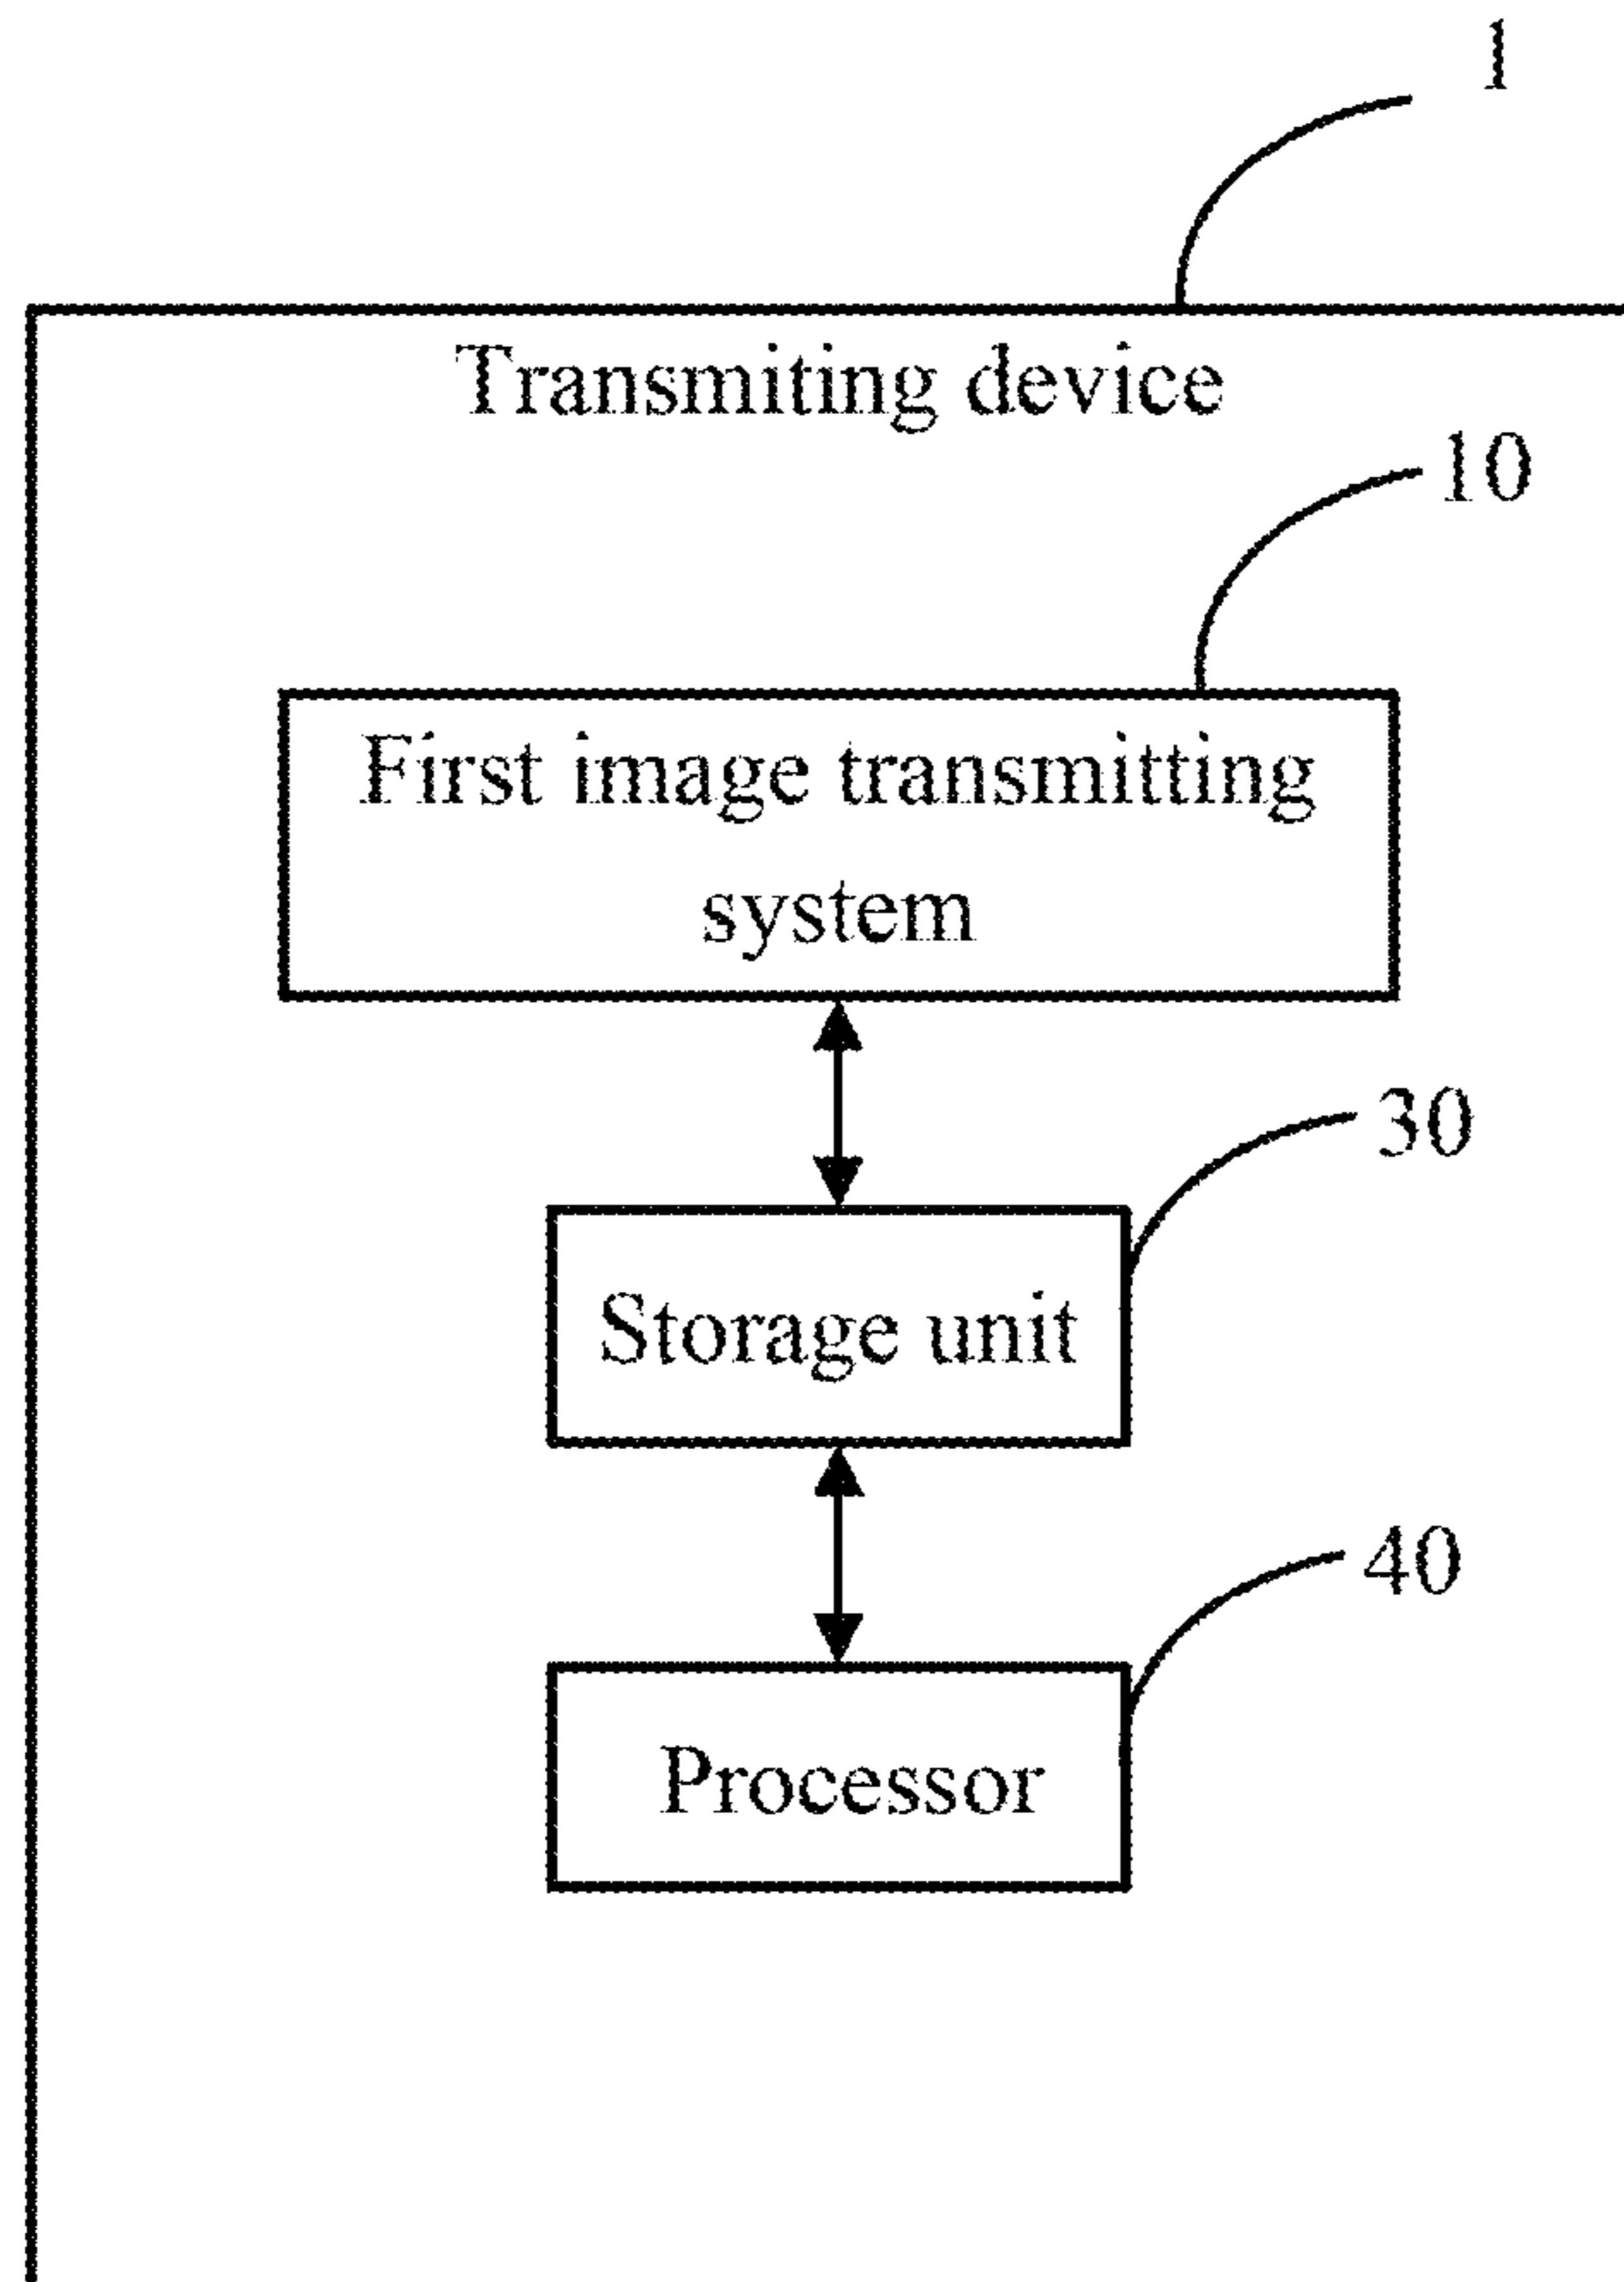 1
Transmiting device
10
First image transmitting
system
30
Storage unit
40
Processor